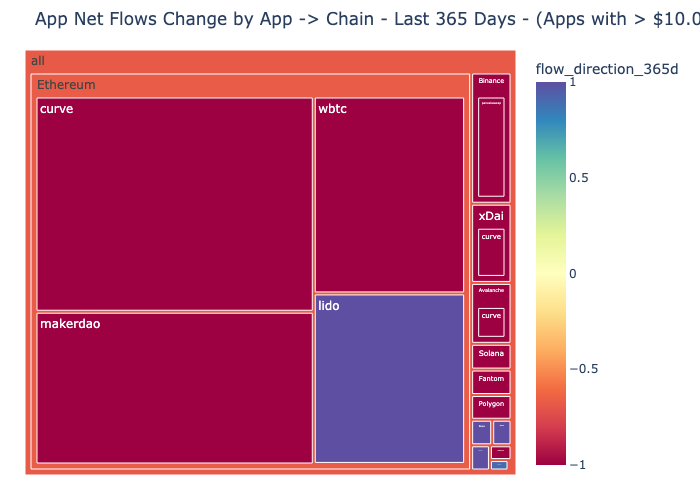 App Net Flows Change by App -> Chain - Last 365 Days - (Apps with > $10.0
all
Ethereum
curve
wbtc
makerdao
lido
Binance
xDai
curve
Avalanche
curve
Solana
Fantom
Polygon
flow_direction_365d
1
0.5
0
−0.5
−1